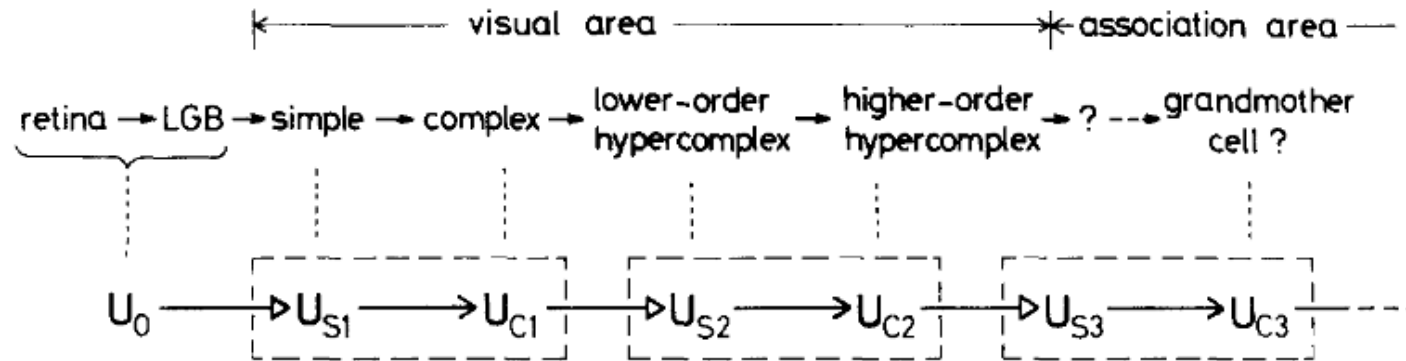 visual area association area
retina LGB simple complex lower-order hypercomplex higher-order hypercomplex ? grandmother cell ?
U0 US1 UC1 US2 UC2 US3 UC3